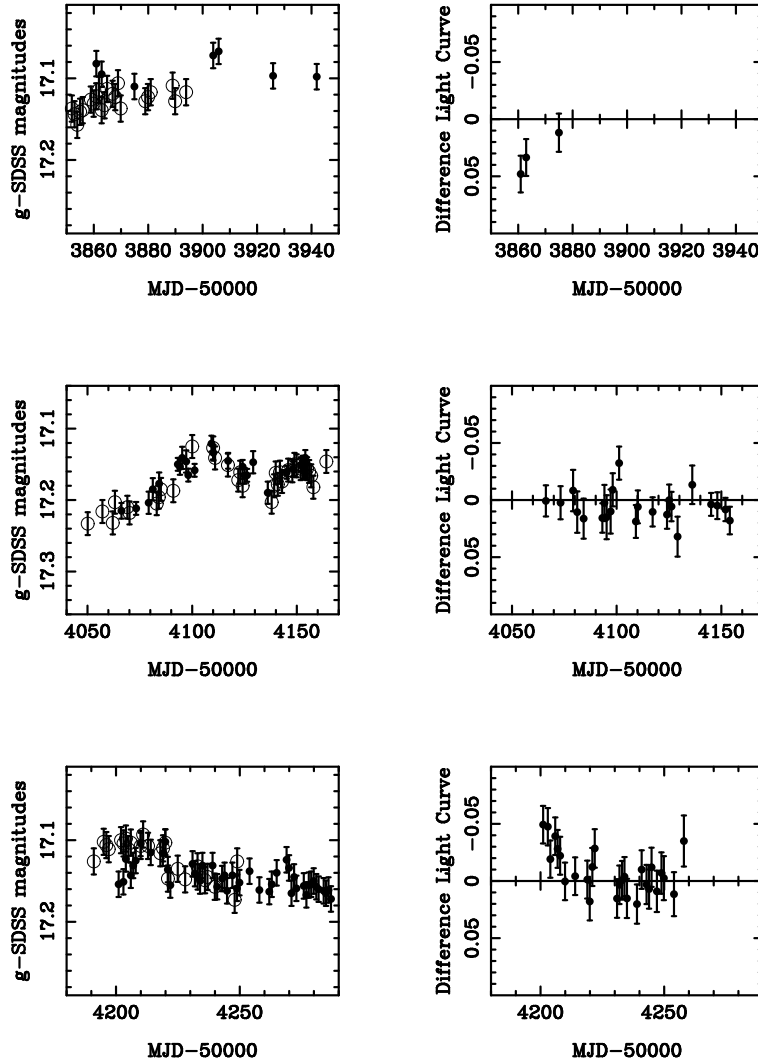 g-SDSS magnitudes
17.1
17.2
3860 3880 3900 3920 3940
MJD-50000
Difference Light Curve
-0.05
0
0.05
3860 3880 3900 3920 3940
MJD-50000
g-SDSS magnitudes
17.1
17.2
17.3
4050 4100 4150
MJD-50000
Difference Light Curve
-0.05
0
0.05
4050 4100 4150
MJD-50000
g-SDSS magnitudes
17.1
17.2
4200 4250
MJD-50000
Difference Light Curve
-0.05
0
0.05
4200 4250
MJD-50000